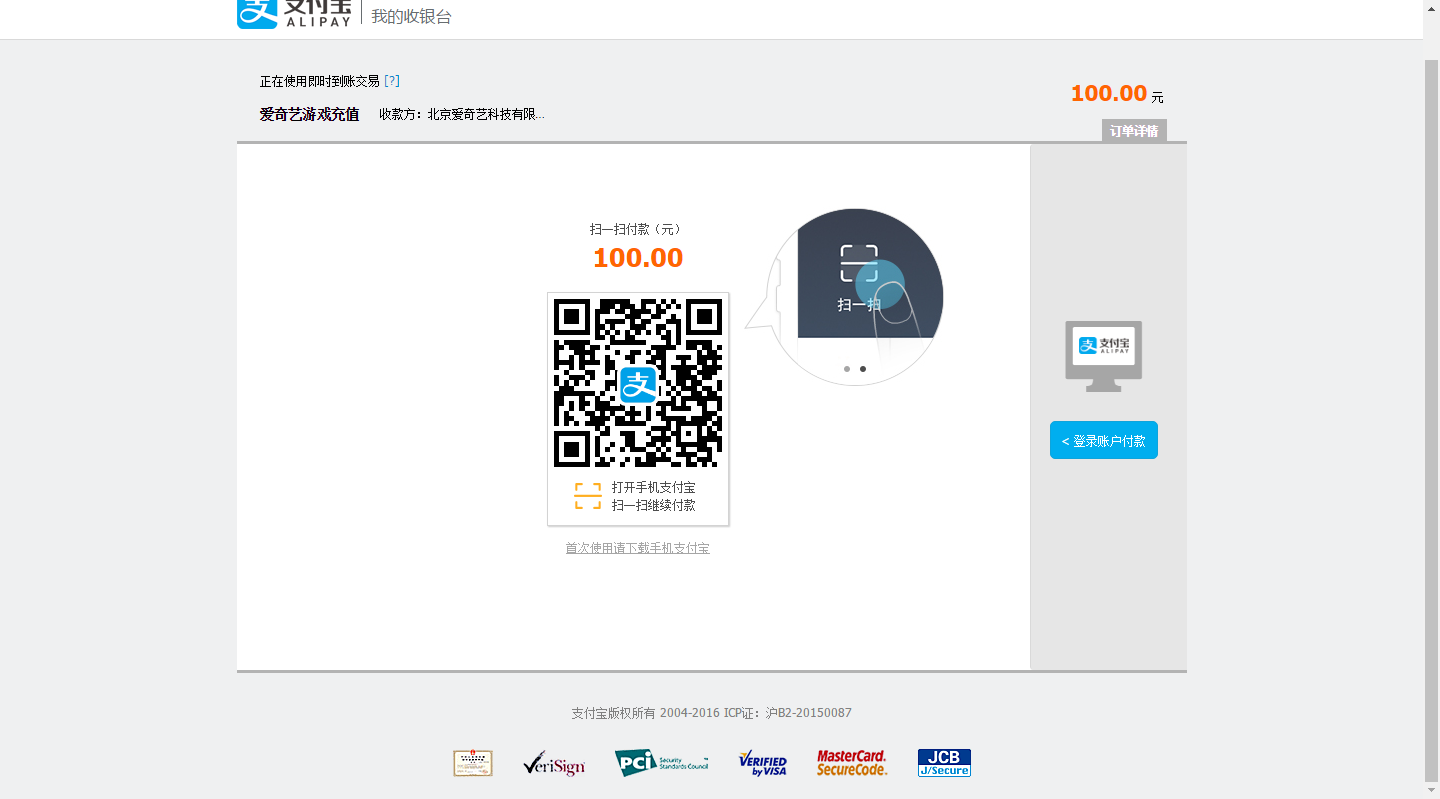 支付宝
ALIPAY
我的收银台
正在使用即时到账交易 [?]
爱奇艺游戏充值 收款方：北京爱奇艺科技有限...
100.00 元
订单详情
扫一扫付款（元）
100.00
扫一扫
支
打开手机支付宝
扫一扫继续付款
首次使用请下载手机支付宝
支付宝
ALIPAY
< 登录账户付款
支付宝版权所有 2004-2016 ICP证：沪B2-20150087
VeriSign
PCI Security Standards Council
VERIFIED by VISA
MasterCard. SecureCode.
JCB J/Secure